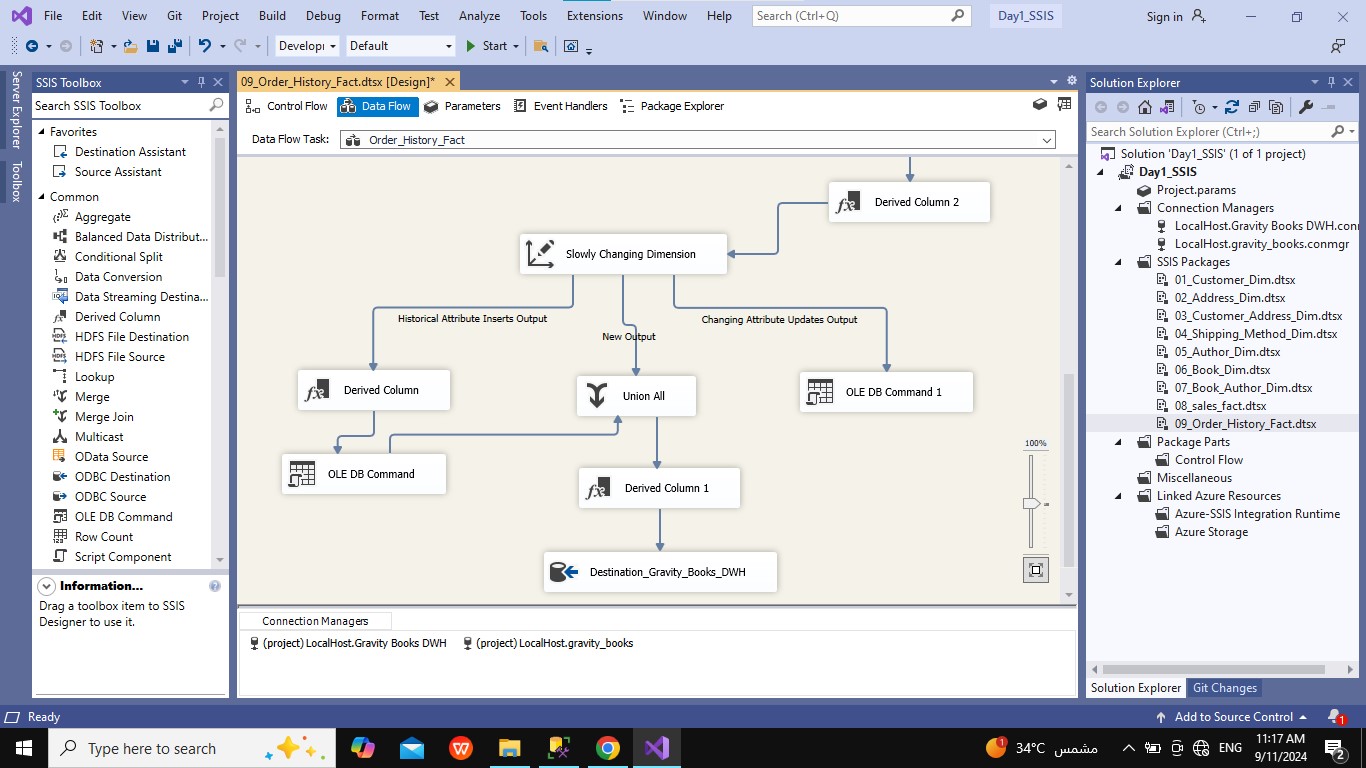 File Edit View Git Project Build Debug Format Test Analyze Tools Extensions Window Help Search (Ctrl+Q) Day1_SSIS Sign in
Developi Default Start
Server Explorer
Toolbox
SSIS Toolbox
Search SSIS Toolbox
Favorites
Destination Assistant
Source Assistant
Common
Aggregate
Balanced Data Distribut...
Conditional Split
Data Conversion
Data Streaming Destina...
Derived Column
HDFS File Destination
HDFS File Source
Lookup
Merge
Merge Join
Multicast
OData Source
ODBC Destination
ODBC Source
OLE DB Command
Row Count
Script Component
Information...
Drag a toolbox item to SSIS
Designer to use it.
09_Order_History_Fact.dtsx [Design]*
Control Flow Data Flow Parameters Event Handlers Package Explorer
Data Flow Task: Order_History_Fact
Derived Column 2
Slowly Changing Dimension
Historical Attribute Inserts Output
New Output
Changing Attribute Updates Output
Derived Column
Union All
OLE DB Command 1
OLE DB Command
Derived Column 1
Destination_Gravity_Books_DWH
100%
Connection Managers
(project) LocalHost.Gravity Books DWH (project) LocalHost.gravity_books
Solution Explorer
Search Solution Explorer (Ctrl+;)
Solution 'Day1_SSIS' (1 of 1 project)
Day1_SSIS
Project.params
Connection Managers
LocalHost.Gravity Books DWH.con
LocalHost.gravity_books.conmgr
SSIS Packages
01_Customer_Dim.dtsx
02_Address_Dim.dtsx
03_Customer_Address_Dim.dtsx
04_Shipping_Method_Dim.dtsx
05_Author_Dim.dtsx
06_Book_Dim.dtsx
07_Book_Author_Dim.dtsx
08_sales_fact.dtsx
09_Order_History_Fact.dtsx
Package Parts
Control Flow
Miscellaneous
Linked Azure Resources
Azure-SSIS Integration Runtime
Azure Storage
Solution Explorer Git Changes
Ready
Add to Source Control 1
Type here to search
1 34°C مشمس ENG 11:17 AM
9/11/2024 2